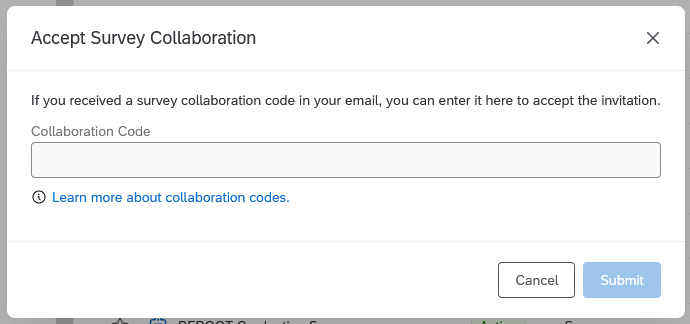 Accept Survey Collaboration
If you received a survey collaboration code in your email, you can enter it here to accept the invitation.
Collaboration Code
Learn more about collaboration codes.
Cancel
Submit